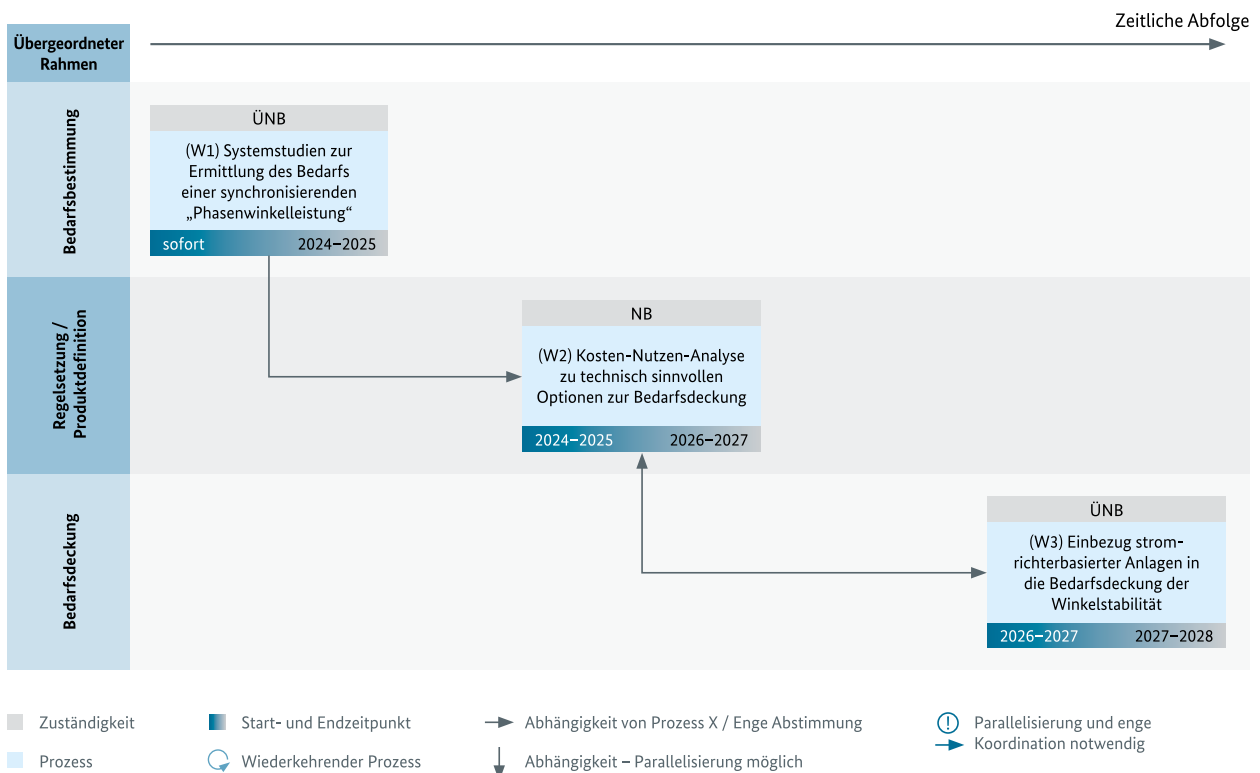 Zeitliche Abfolge
Übergeordneter
Rahmen
Bedarfsbestimmung
ÜNB
(W1) Systemstudien zur
Ermittlung des Bedarfs
einer synchronisierenden
„Phasenwinkelleistung“
sofort 2024–2025
Regelsetzung /
Produktdefinition
NB
(W2) Kosten-Nutzen-Analyse
zu technisch sinnvollen
Optionen zur Bedarfsdeckung
2024–2025 2026–2027
Bedarfsdeckung
ÜNB
(W3) Einbezug strom-
richterbasierter Anlagen in
die Bedarfsdeckung der
Winkelstabilität
2026–2027 2027–2028
Zuständigkeit
Prozess
Start- und Endzeitpunkt
Wiederkehrender Prozess
Abhängigkeit von Prozess X / Enge Abstimmung
Abhängigkeit – Parallelisierung möglich
Parallelisierung und enge
Koordination notwendig